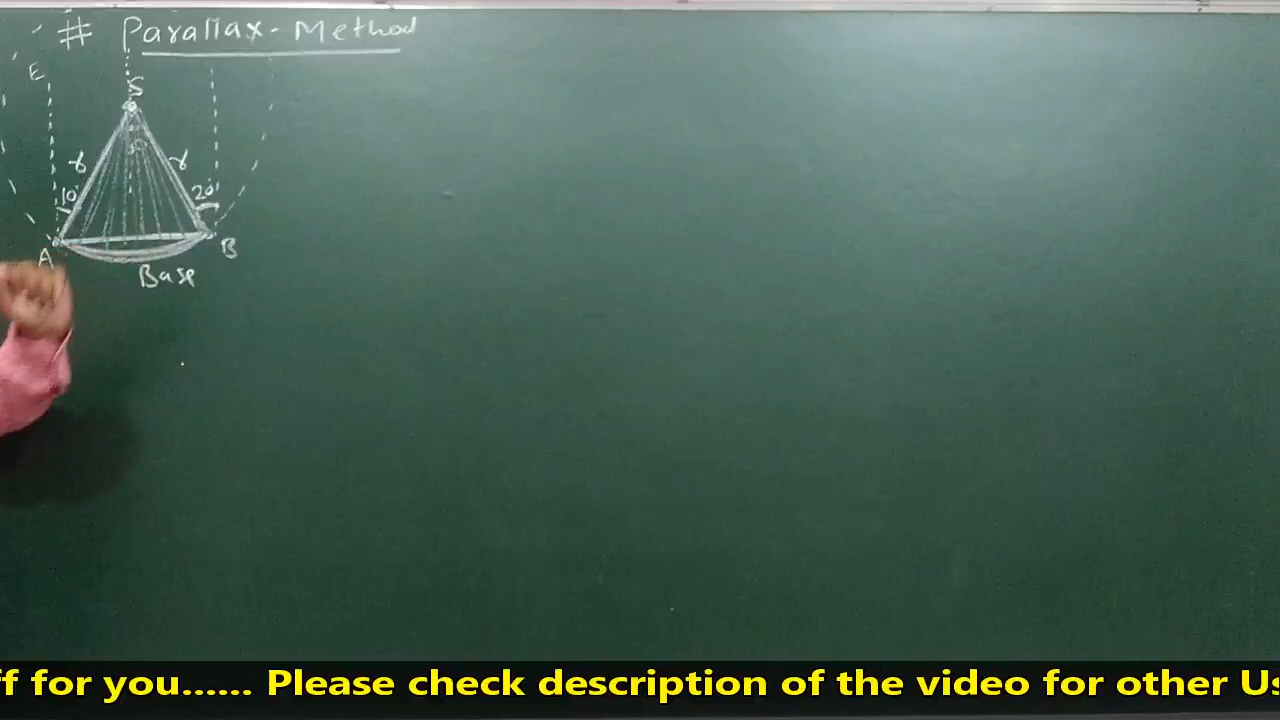 # Parallax - Method
E
S
r r
10° 20°
A B
Base
ff for you...... Please check description of the video for other Us